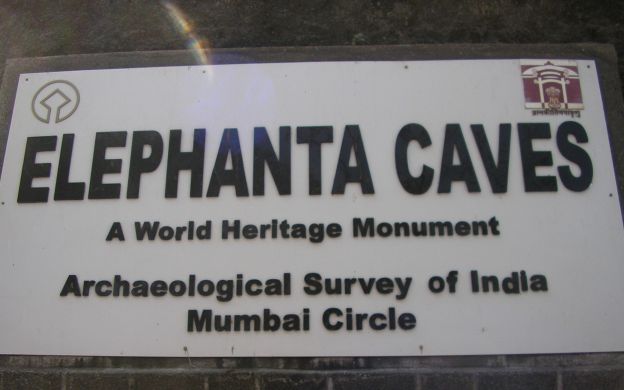 ELEPHANTA CAVES
A World Heritage Monument
Archaeological Survey of India
Mumbai Circle